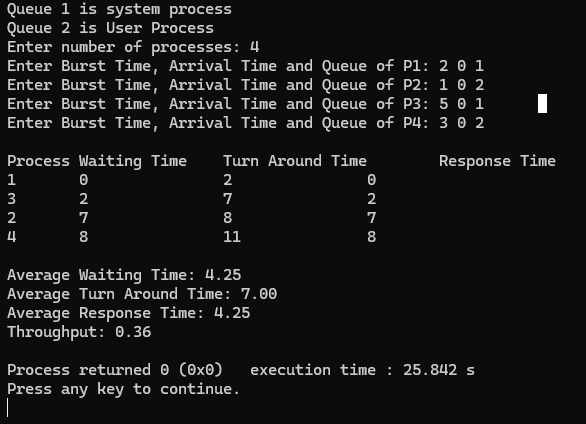 Queue 1 is system process
Queue 2 is User Process
Enter number of processes: 4
Enter Burst Time, Arrival Time and Queue of P1: 2 0 1
Enter Burst Time, Arrival Time and Queue of P2: 1 0 2
Enter Burst Time, Arrival Time and Queue of P3: 5 0 1
Enter Burst Time, Arrival Time and Queue of P4: 3 0 2

Process Waiting Time    Turn Around Time        Response Time
1       0               2               0
3       2               7               2
2       7               8               7
4       8               11              8

Average Waiting Time: 4.25
Average Turn Around Time: 7.00
Average Response Time: 4.25
Throughput: 0.36

Process returned 0 (0x0)   execution time : 25.842 s
Press any key to continue.